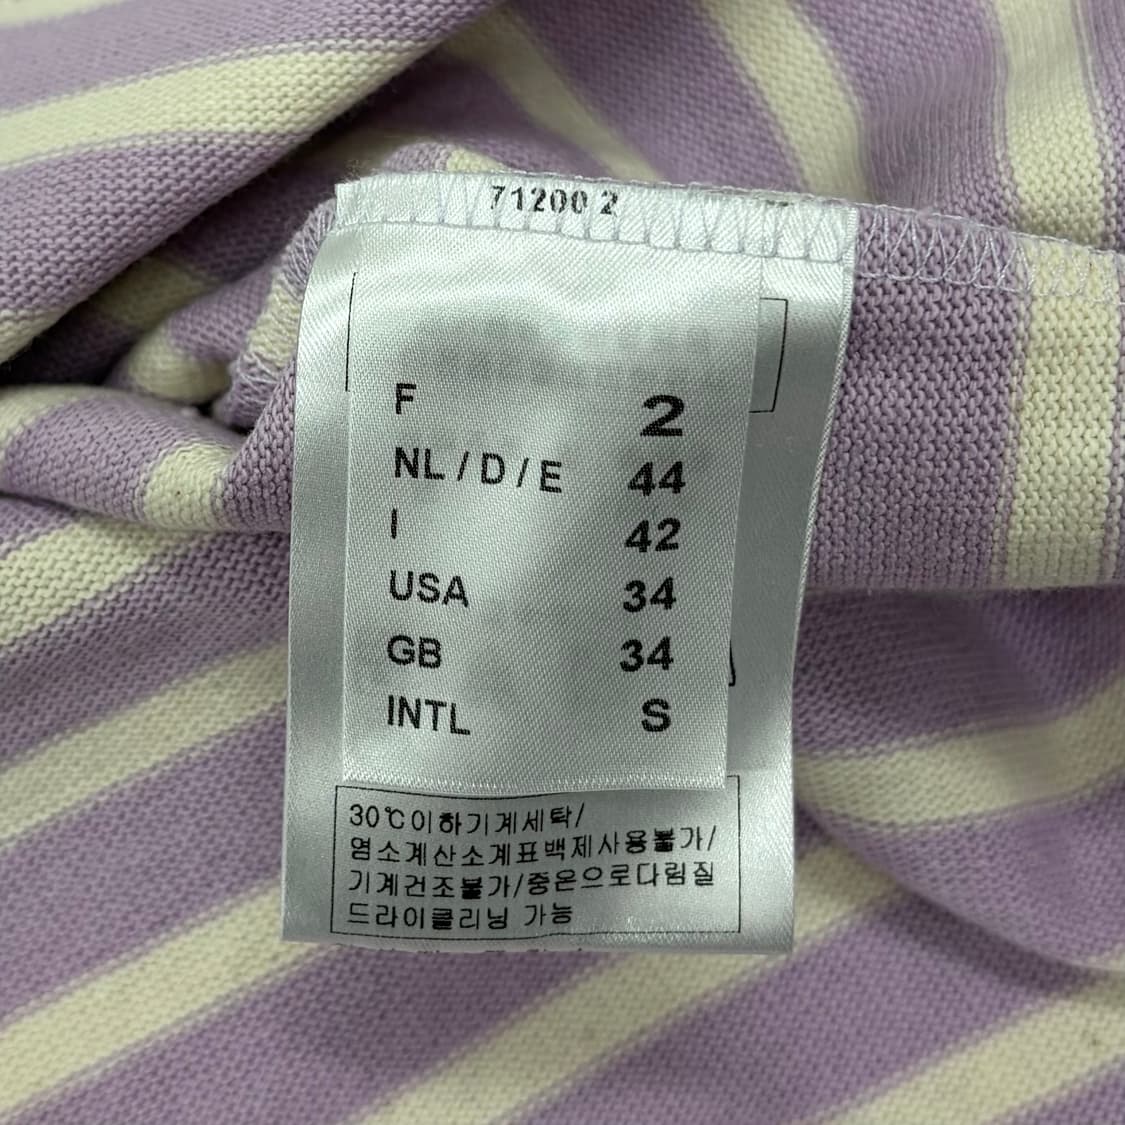 71200 2
F 2
NL / D / E 44
I 42
USA 34
GB 34
INTL S
30℃이하기계세탁/
염소계산소계표백제사용불가/
기계건조불가/중온으로다림질
드라이클리닝 가능